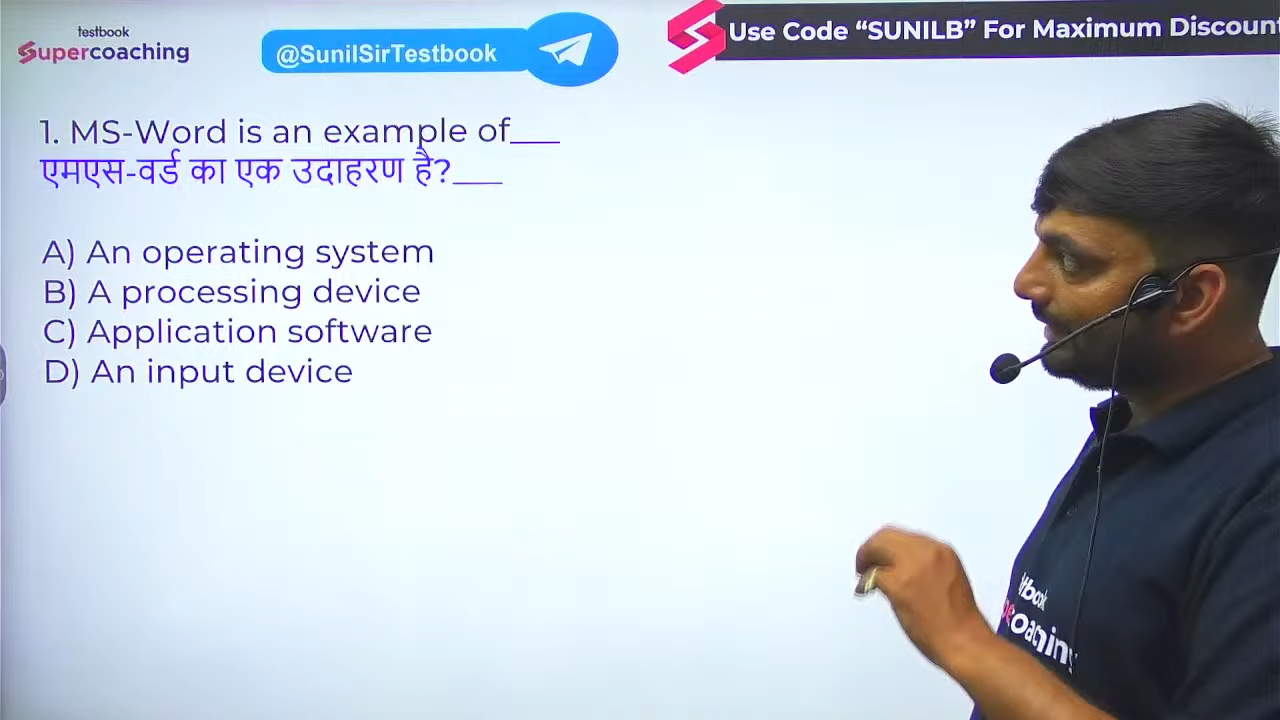 testbook
Supercoaching
@SunilSirTestbook
Use Code “SUNILB” For Maximum Discount
1. MS-Word is an example of___
एमएस-वर्ड का एक उदाहरण है?___
A) An operating system
B) A processing device
C) Application software
D) An input device
coaching